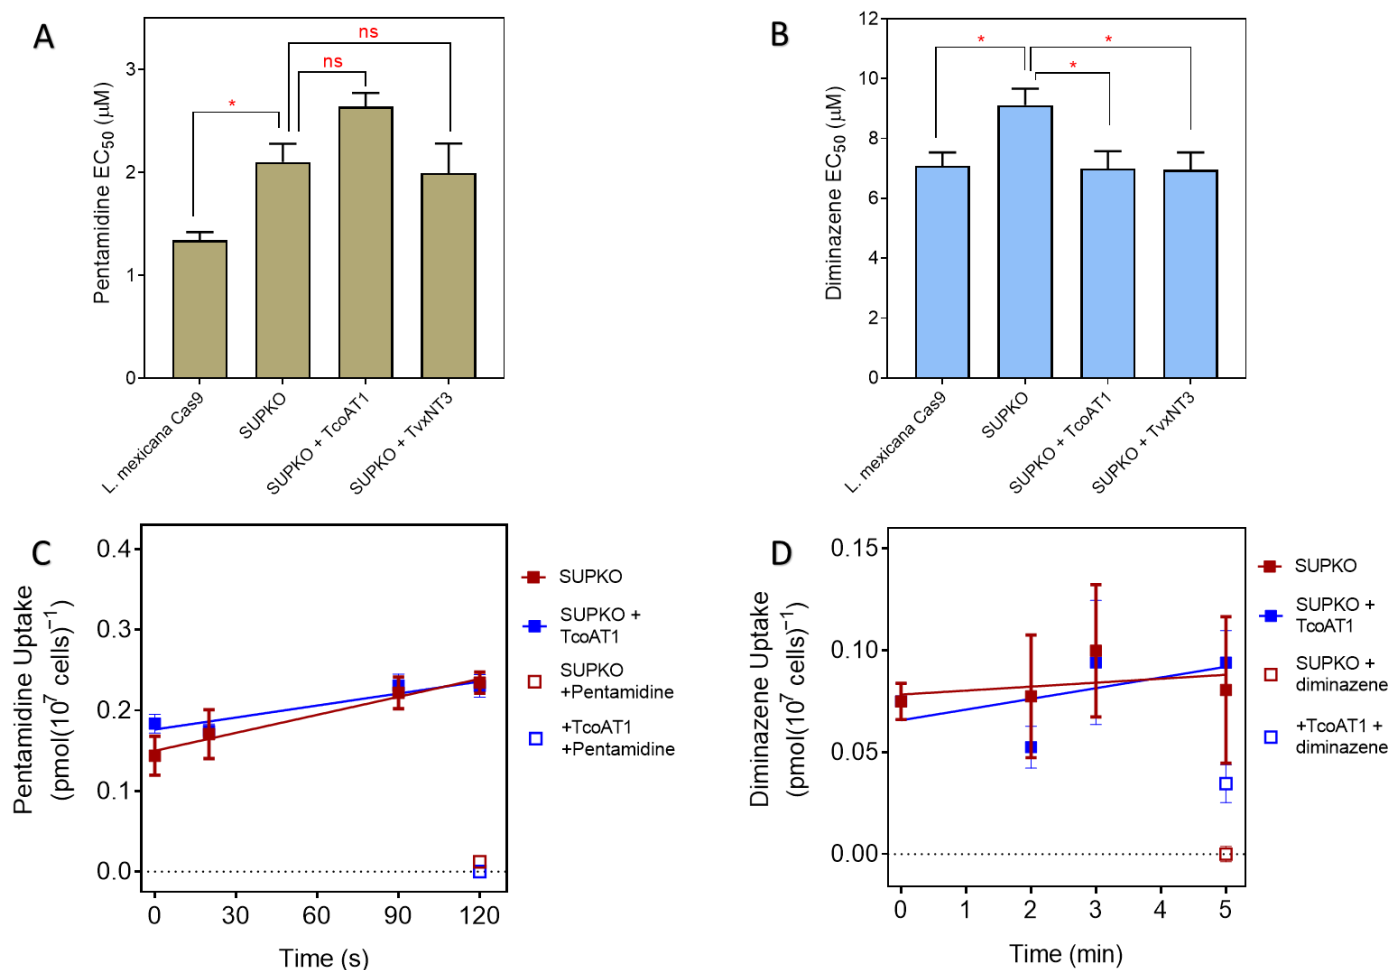 A
Pentamidine EC50 (µM)
3
2
1
0
*
ns
ns
L. mexicana Cas9
SUPKO
SUPKO + TcoAT1
SUPKO + TvxNT3
B
Diminazene EC50 (µM)
12
10
8
6
4
2
0
*
*
*
L. mexicana Cas9
SUPKO
SUPKO + TcoAT1
SUPKO + TvxNT3
C
Pentamidine Uptake
(pmol(10^7 cells)^−1)
0.4
0.3
0.2
0.1
0.0
0
30
60
90
120
Time (s)
SUPKO
SUPKO +
TcoAT1
SUPKO
+Pentamidine
+TcoAT1
+Pentamidine
D
Diminazene Uptake
(pmol(10^7 cells)^−1)
0.15
0.10
0.05
0.00
0
1
2
3
4
5
Time (min)
SUPKO
SUPKO +
TcoAT1
SUPKO +
diminazene
+TcoAT1 +
diminazene